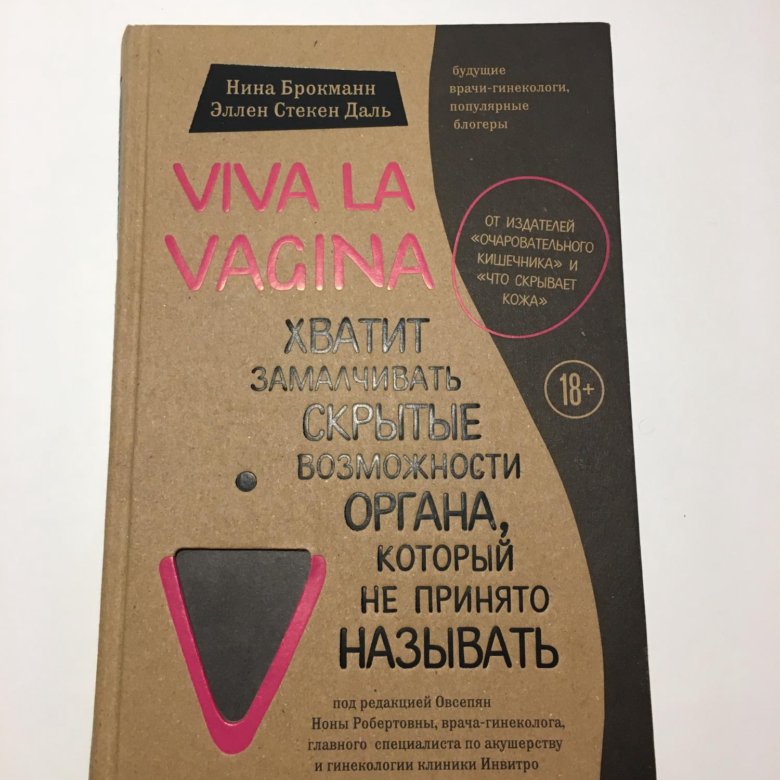 Нина Брокманн
Эллен Стекен Даль
будущие
врачи-гинекологи,
популярные
блогеры
VIVA LA
VAGINA
ОТ ИЗДАТЕЛЕЙ
«ОЧАРОВАТЕЛЬНОГО
КИШЕЧНИКА» И
«ЧТО СКРЫВАЕТ
КОЖА»
18+
ХВАТИТ
ЗАМАЛЧИВАТЬ
СКРЫТЫЕ
ВОЗМОЖНОСТИ
ОРГАНА,
КОТОРЫЙ
НЕ ПРИНЯТО
НАЗЫВАТЬ
под редакцией Овсепян
Ноны Робертовны, врача-гинеколога,
главного специалиста по акушерству
и гинекологии клиники Инвитро